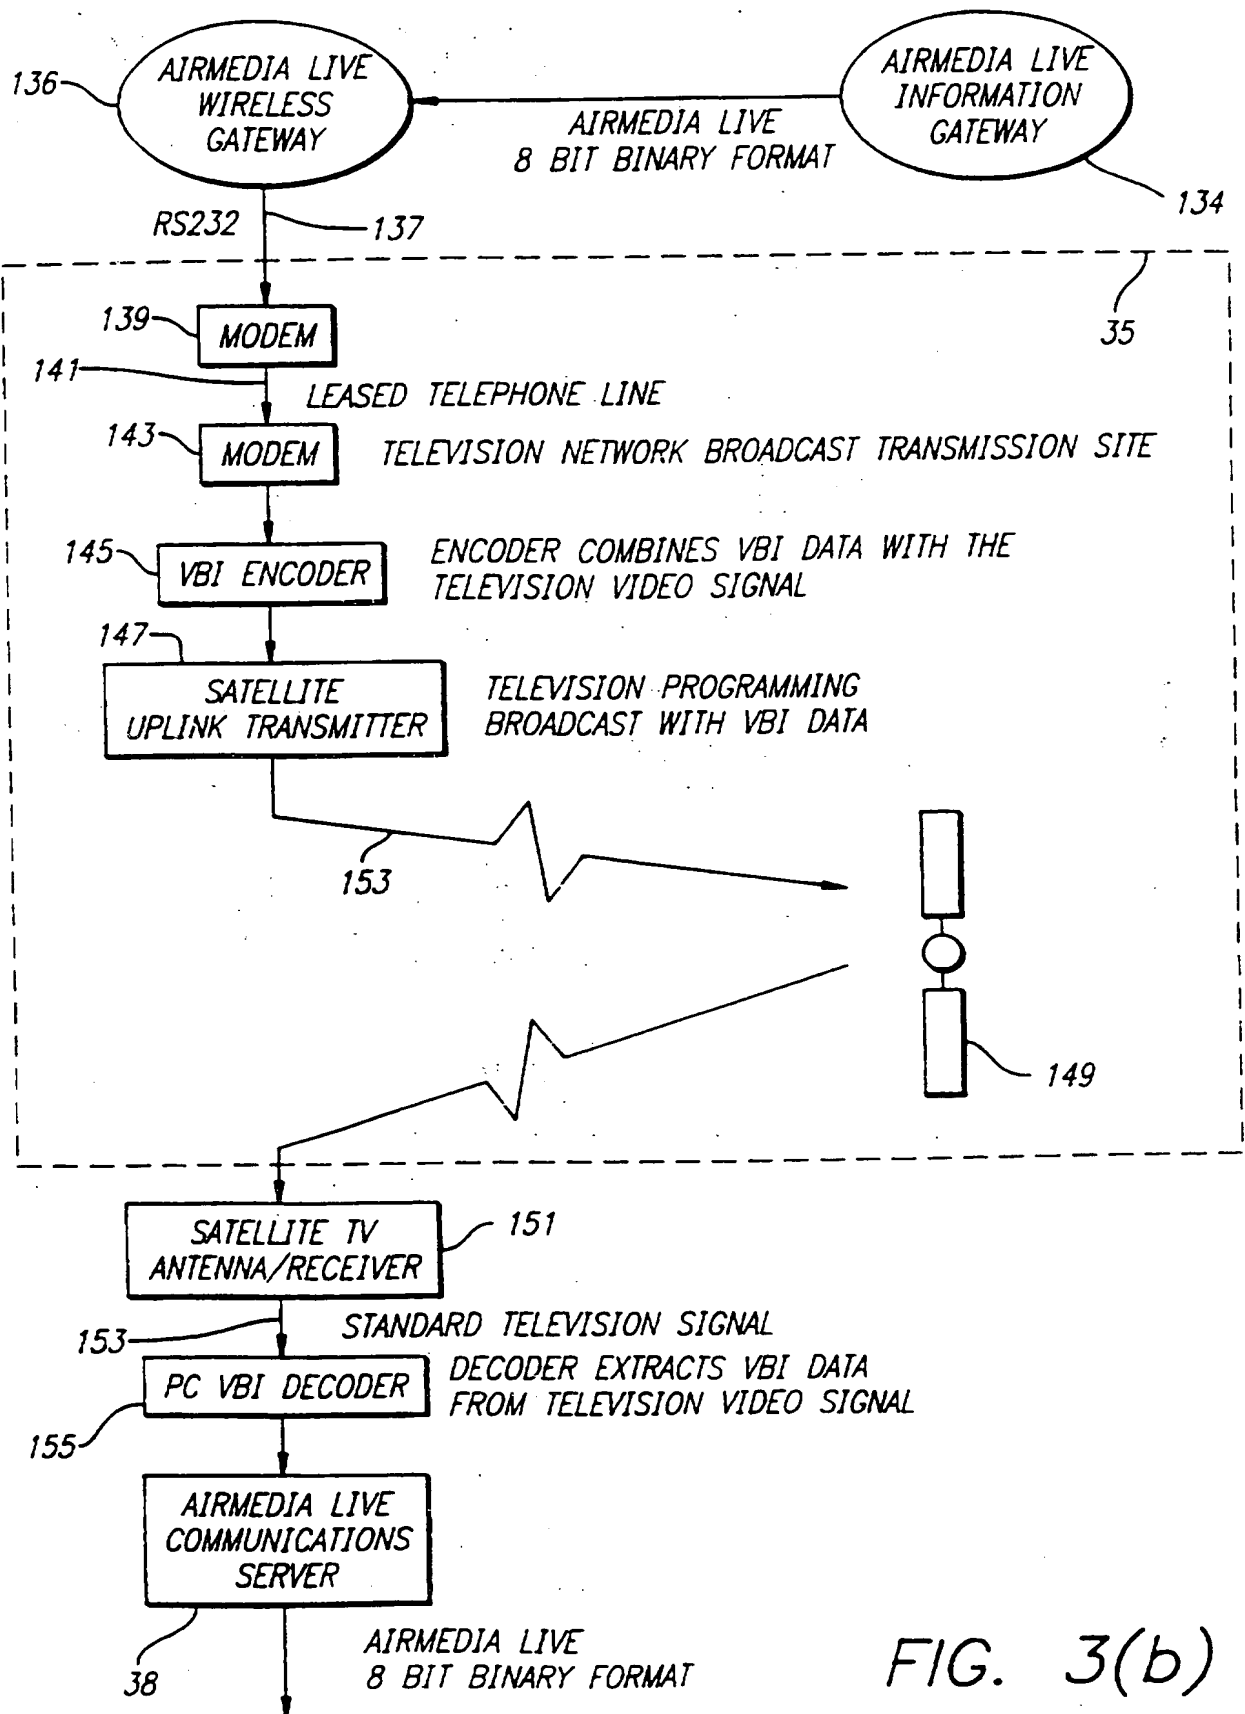 136
AIRMEDIA LIVE
WIRELESS
GATEWAY
AIRMEDIA LIVE
INFORMATION
GATEWAY
AIRMEDIA LIVE
8 BIT BINARY FORMAT
134
RS232
137
35
139
MODEM
141
LEASED TELEPHONE LINE
143
MODEM
TELEVISION NETWORK BROADCAST TRANSMISSION SITE
145
VBI ENCODER
ENCODER COMBINES VBI DATA WITH THE
TELEVISION VIDEO SIGNAL
147
SATELLITE
UPLINK TRANSMITTER
TELEVISION PROGRAMMING
BROADCAST WITH VBI DATA
153
149
SATELLITE TV
ANTENNA/RECEIVER
151
153
STANDARD TELEVISION SIGNAL
PC VBI DECODER
DECODER EXTRACTS VBI DATA
FROM TELEVISION VIDEO SIGNAL
155
AIRMEDIA LIVE
COMMUNICATIONS
SERVER
38
AIRMEDIA LIVE
8 BIT BINARY FORMAT
FIG. 3(b)